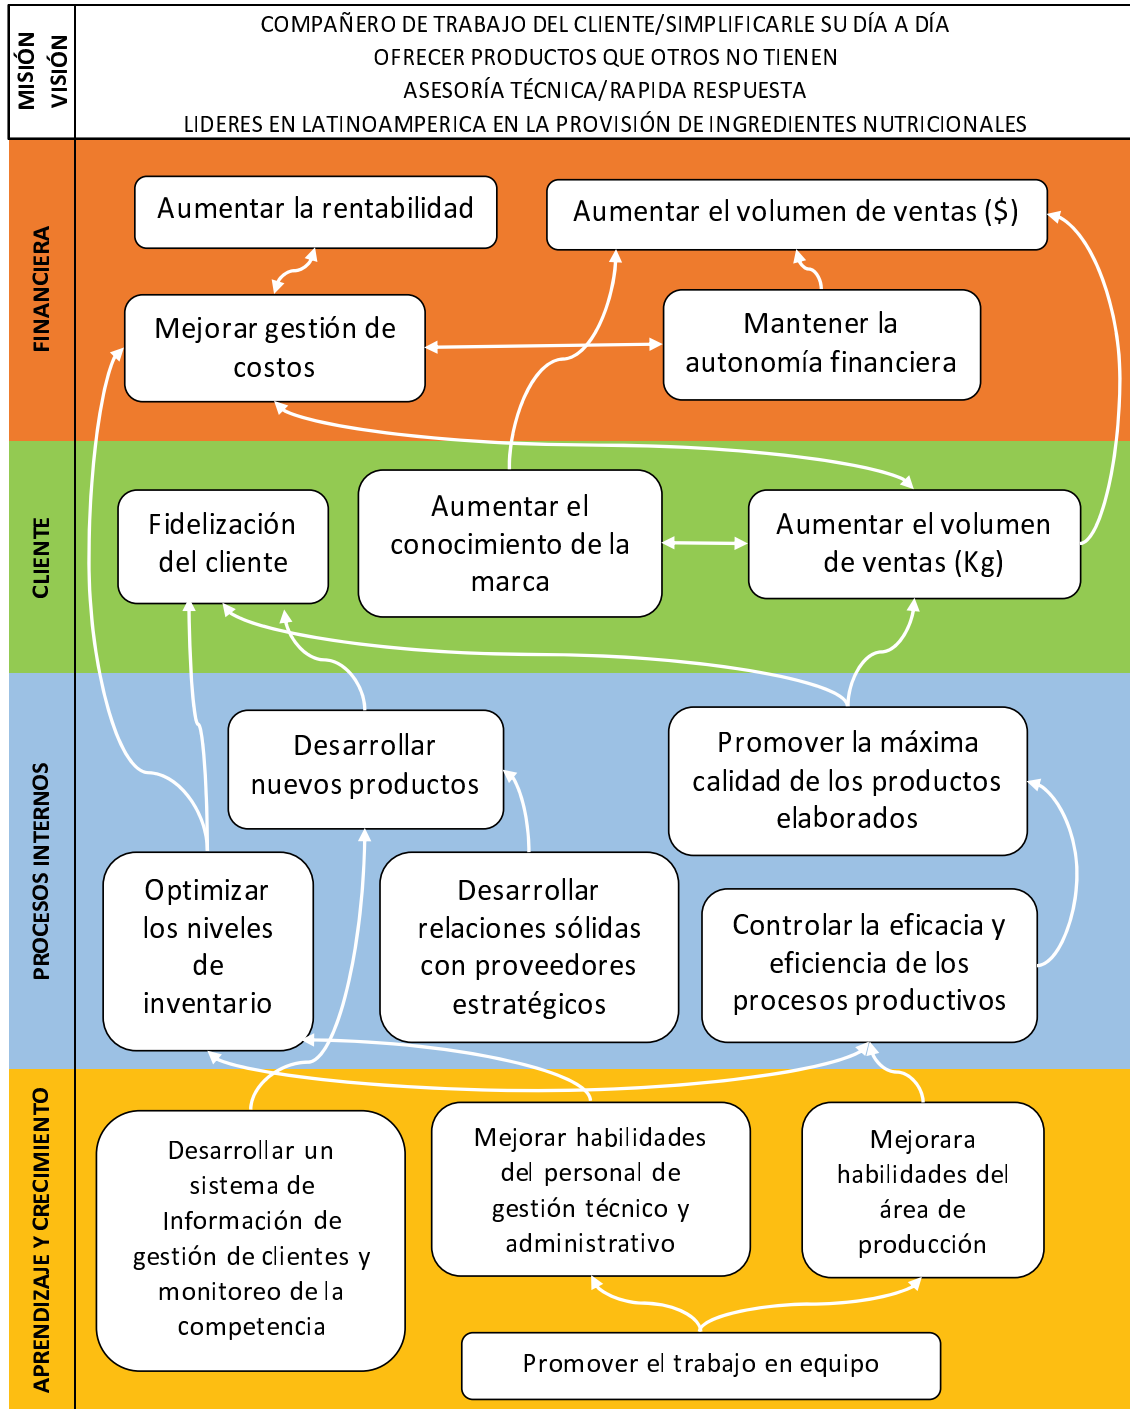 MISIÓN
VISIÓN
COMPAÑERO DE TRABAJO DEL CLIENTE/SIMPLIFICARLE SU DÍA A DÍA
OFRECER PRODUCTOS QUE OTROS NO TIENEN
ASESORÍA TÉCNICA/RAPIDA RESPUESTA
LIDERES EN LATINOAMPERICA EN LA PROVISIÓN DE INGREDIENTES NUTRICIONALES
FINANCIERA
Aumentar la rentabilidad
Aumentar el volumen de ventas ($)
Mejorar gestión de
costos
Mantener la
autonomía financiera
CLIENTE
Fidelización
del cliente
Aumentar el
conocimiento de la
marca
Aumentar el volumen
de ventas (Kg)
PROCESOS INTERNOS
Desarrollar
nuevos productos
Promover la máxima
calidad de los productos
elaborados
Optimizar
los niveles
de
inventario
Desarrollar
relaciones sólidas
con proveedores
estratégicos
Controlar la eficacia y
eficiencia de los
procesos productivos
APRENDIZAJE Y CRECIMIENTO
Desarrollar un
sistema de
Información de
gestión de clientes y
monitoreo de la
competencia
Mejorar habilidades
del personal de
gestión técnico y
administrativo
Mejorara
habilidades del
área de
producción
Promover el trabajo en equipo